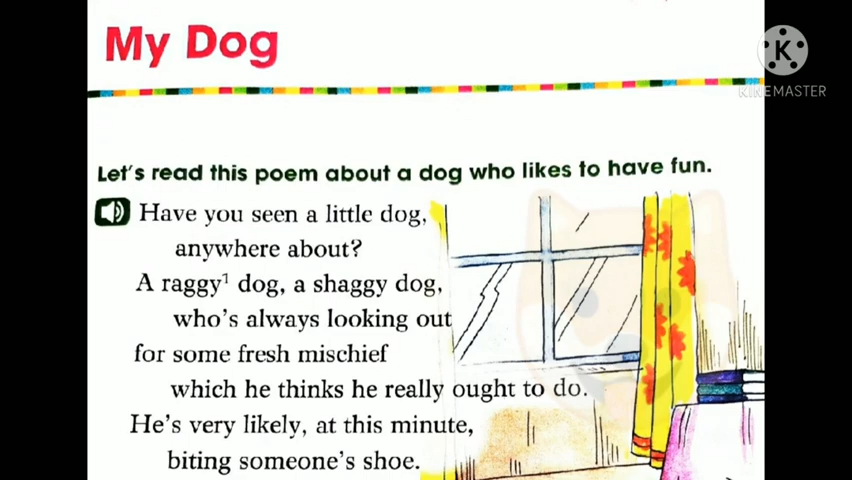 My Dog
KINEMASTER
Let's read this poem about a dog who likes to have fun.
Have you seen a little dog,
anywhere about?
A raggy¹ dog, a shaggy dog,
who's always looking out
for some fresh mischief
which he thinks he really ought to do.
He's very likely, at this minute,
biting someone's shoe.